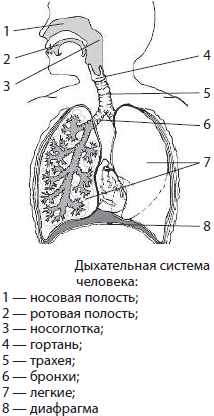 1
2
3
4
5
6
7
8
Дыхательная система
человека:
1 — носовая полость;
2 — ротовая полость;
3 — носоглотка;
4 — гортань;
5 — трахея;
6 — бронхи;
7 — легкие;
8 — диафрагма